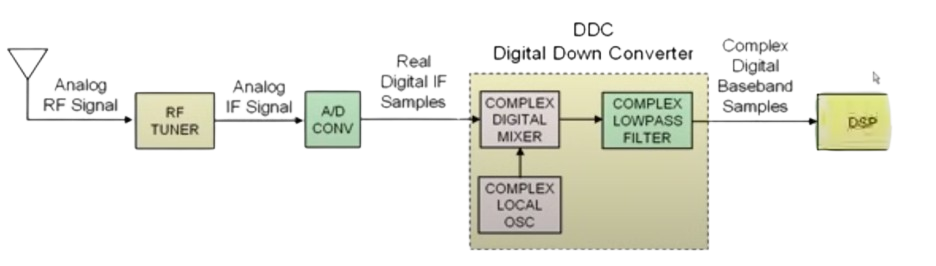 DDC
Digital Down Converter
Analog
RF Signal
RF
TUNER
Analog
IF Signal
A/D
CONV
Real
Digital IF
Samples
COMPLEX
DIGITAL
MIXER
COMPLEX
LOCAL
OSC
COMPLEX
LOWPASS
FILTER
Complex
Digital
Baseband
Samples
DSP